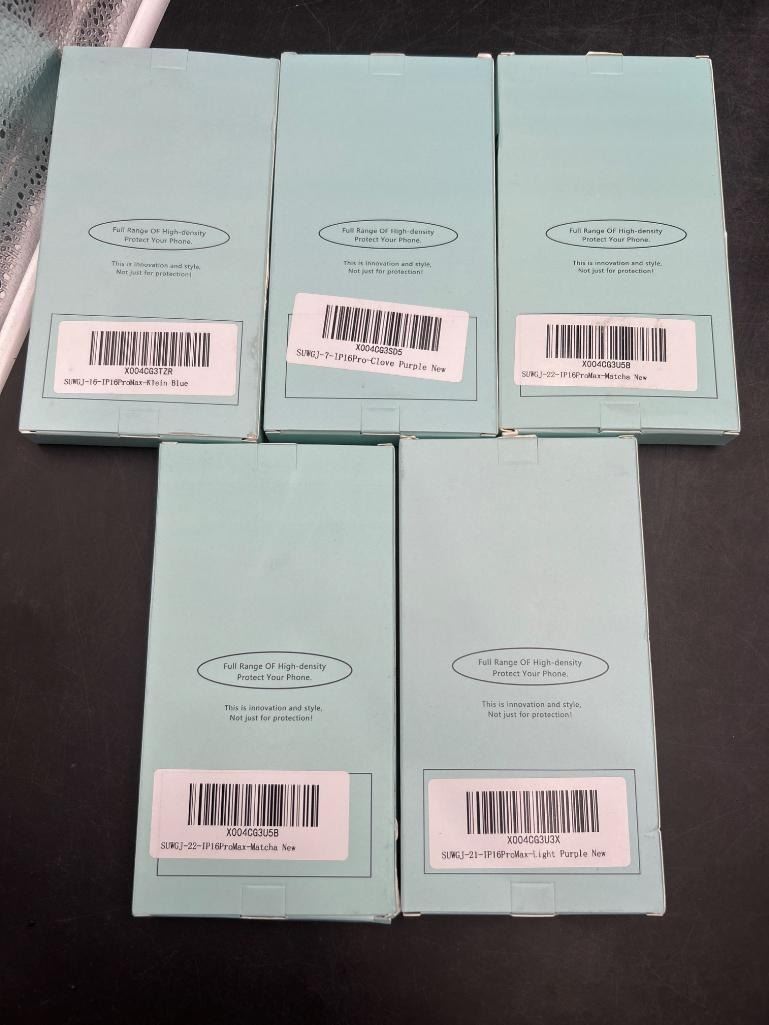 Full Range OF High-density
Protect Your Phone.
This is innovation and style,
Not just for protection!
X004CG3TZR
SUWGJ-16-IP16ProMax-Klein Blue
Full Range OF High-density
Protect Your Phone.
This is innovation and style,
Not just for protection!
X004CG3SD5
SUWGJ-7-IP16Pro-Clove Purple New
Full Range OF High-density
Protect Your Phone.
This is innovation and style,
Not just for protection!
X004CG3U5B
SUWGJ-22-IP16ProMax-Matcha New
Full Range OF High-density
Protect Your Phone.
This is innovation and style,
Not just for protection!
X004CG3U5B
SUWGJ-22-IP16ProMax-Matcha New
Full Range OF High-density
Protect Your Phone.
This is innovation and style,
Not just for protection!
X004CG3U3X
SUWGJ-21-IP16ProMax-Light Purple New